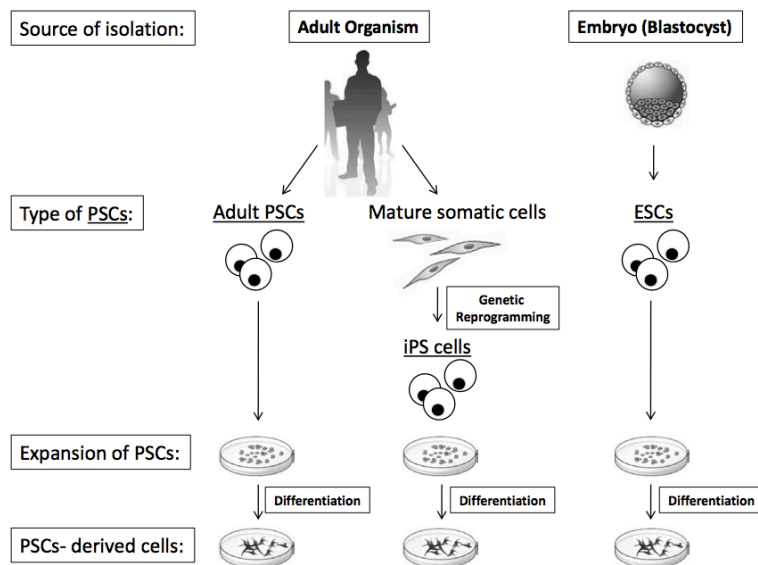 Source of isolation:
Adult Organism
Embryo (Blastocyst)
Type of PSCs:
Adult PSCs
Mature somatic cells
ESCs
Genetic
Reprogramming
iPS cells
Expansion of PSCs:
Differentiation
Differentiation
Differentiation
PSCs- derived cells: